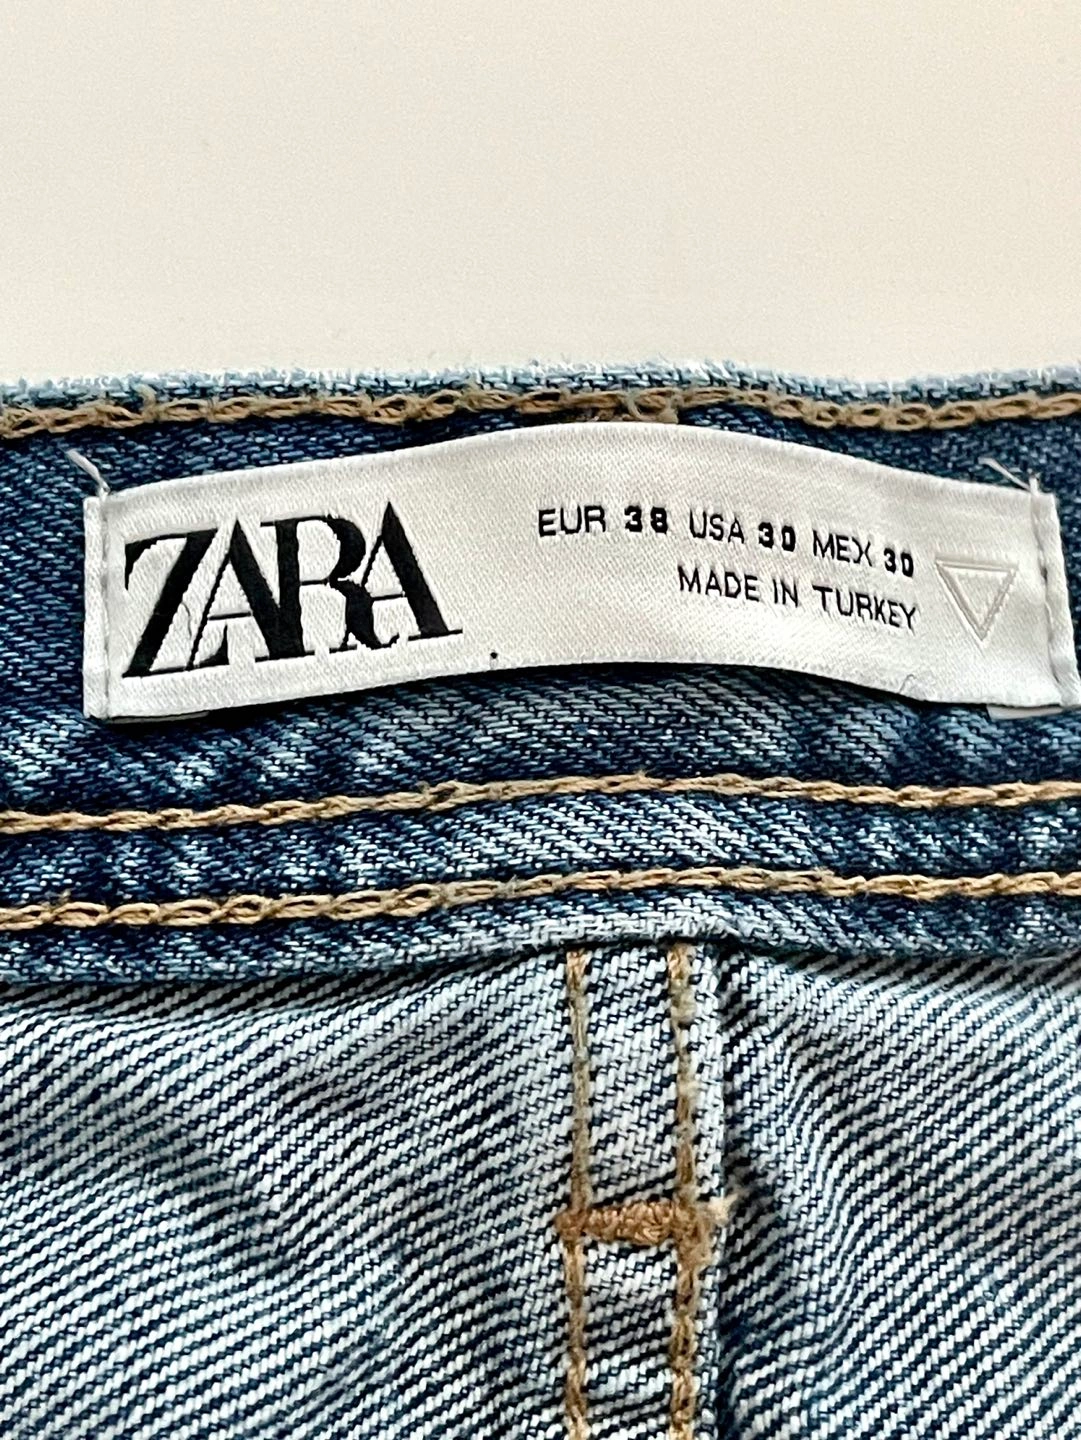 ZARA
EUR 38 USA 30 MEX 30
MADE IN TURKEY